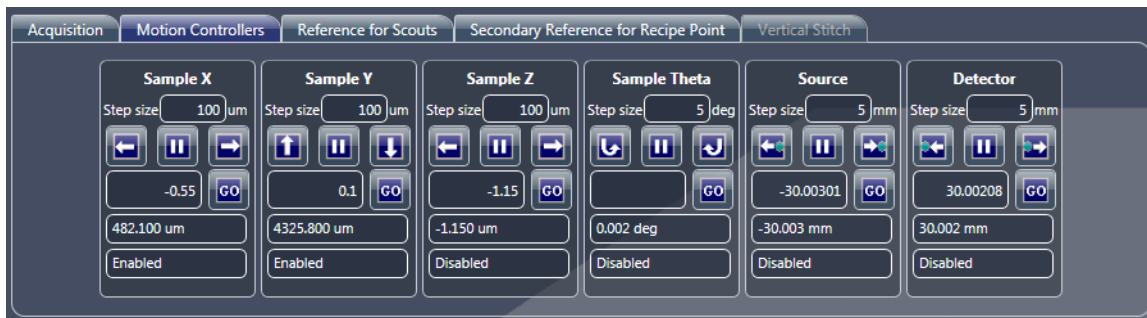 Acquisition Motion Controllers Reference for Scouts Secondary Reference for Recipe Point Vertical Stitch
Sample X Sample Y Sample Z Sample Theta Source Detector
Step size 100 um Step size 100 um Step size 100 um Step size 5 deg Step size 5 mm Step size 5 mm
-0.55 GO 0.1 GO -1.15 GO GO -30.00301 GO 30.00208 GO
482.100 um 4325.800 um -1.150 um 0.002 deg -30.003 mm 30.002 mm
Enabled Enabled Disabled Disabled Disabled Disabled